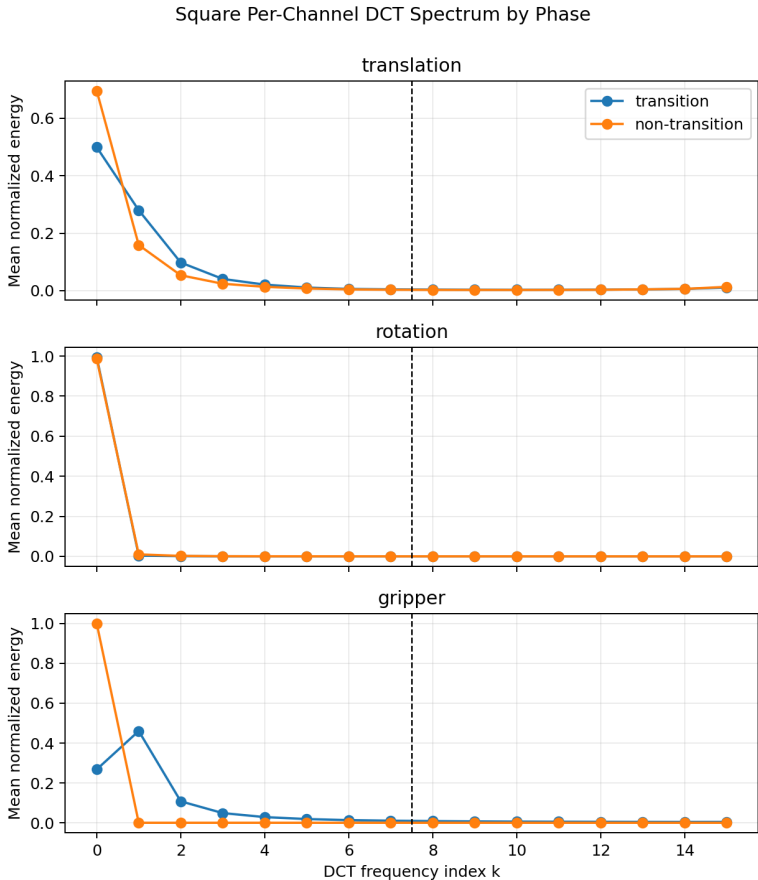 Square Per-Channel DCT Spectrum by Phase
translation
Mean normalized energy
0.6
0.4
0.2
0.0
transition
non-transition
rotation
Mean normalized energy
1.0
0.8
0.6
0.4
0.2
0.0
gripper
Mean normalized energy
1.0
0.8
0.6
0.4
0.2
0.0
0 2 4 6 8 10 12 14
DCT frequency index k